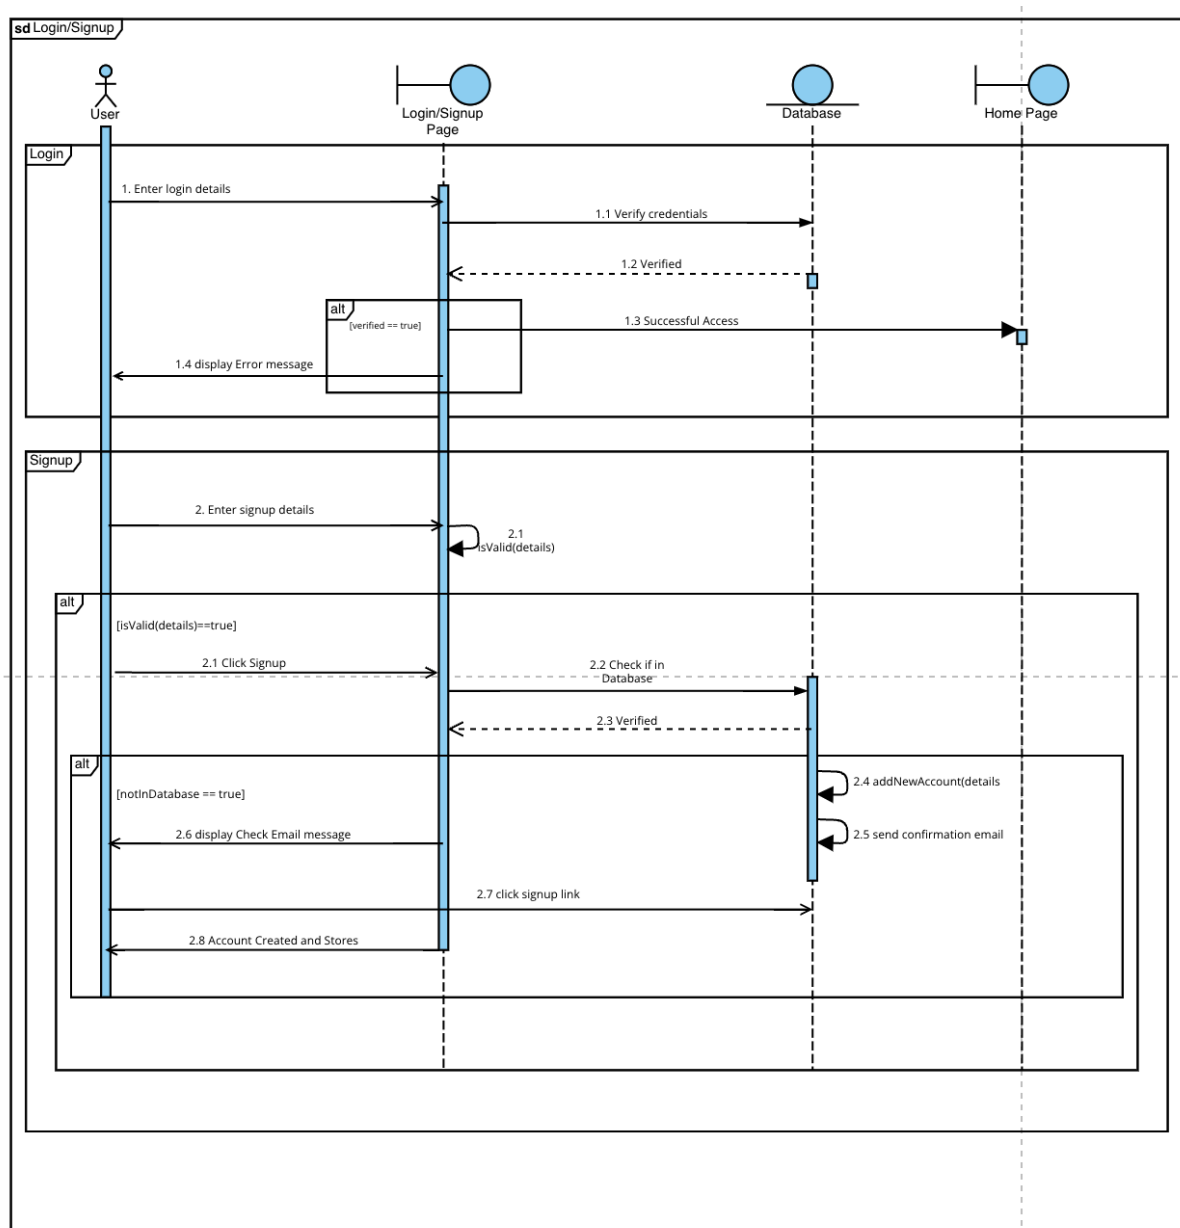 sd Login/Signup
User
Login/Signup
Page
Database
Home Page
Login
1. Enter login details
1.1 Verify credentials
1.2 Verified
alt
[verified == true]
1.3 Successful Access
1.4 display Error message
Signup
2. Enter signup details
2.1
isValid(details)
alt
[isValid(details)==true]
2.1 Click Signup
2.2 Check if in
Database
2.3 Verified
alt
[notInDatabase == true]
2.4 addNewAccount(details
2.6 display Check Email message
2.5 send confirmation email
2.7 click signup link
2.8 Account Created and Stores